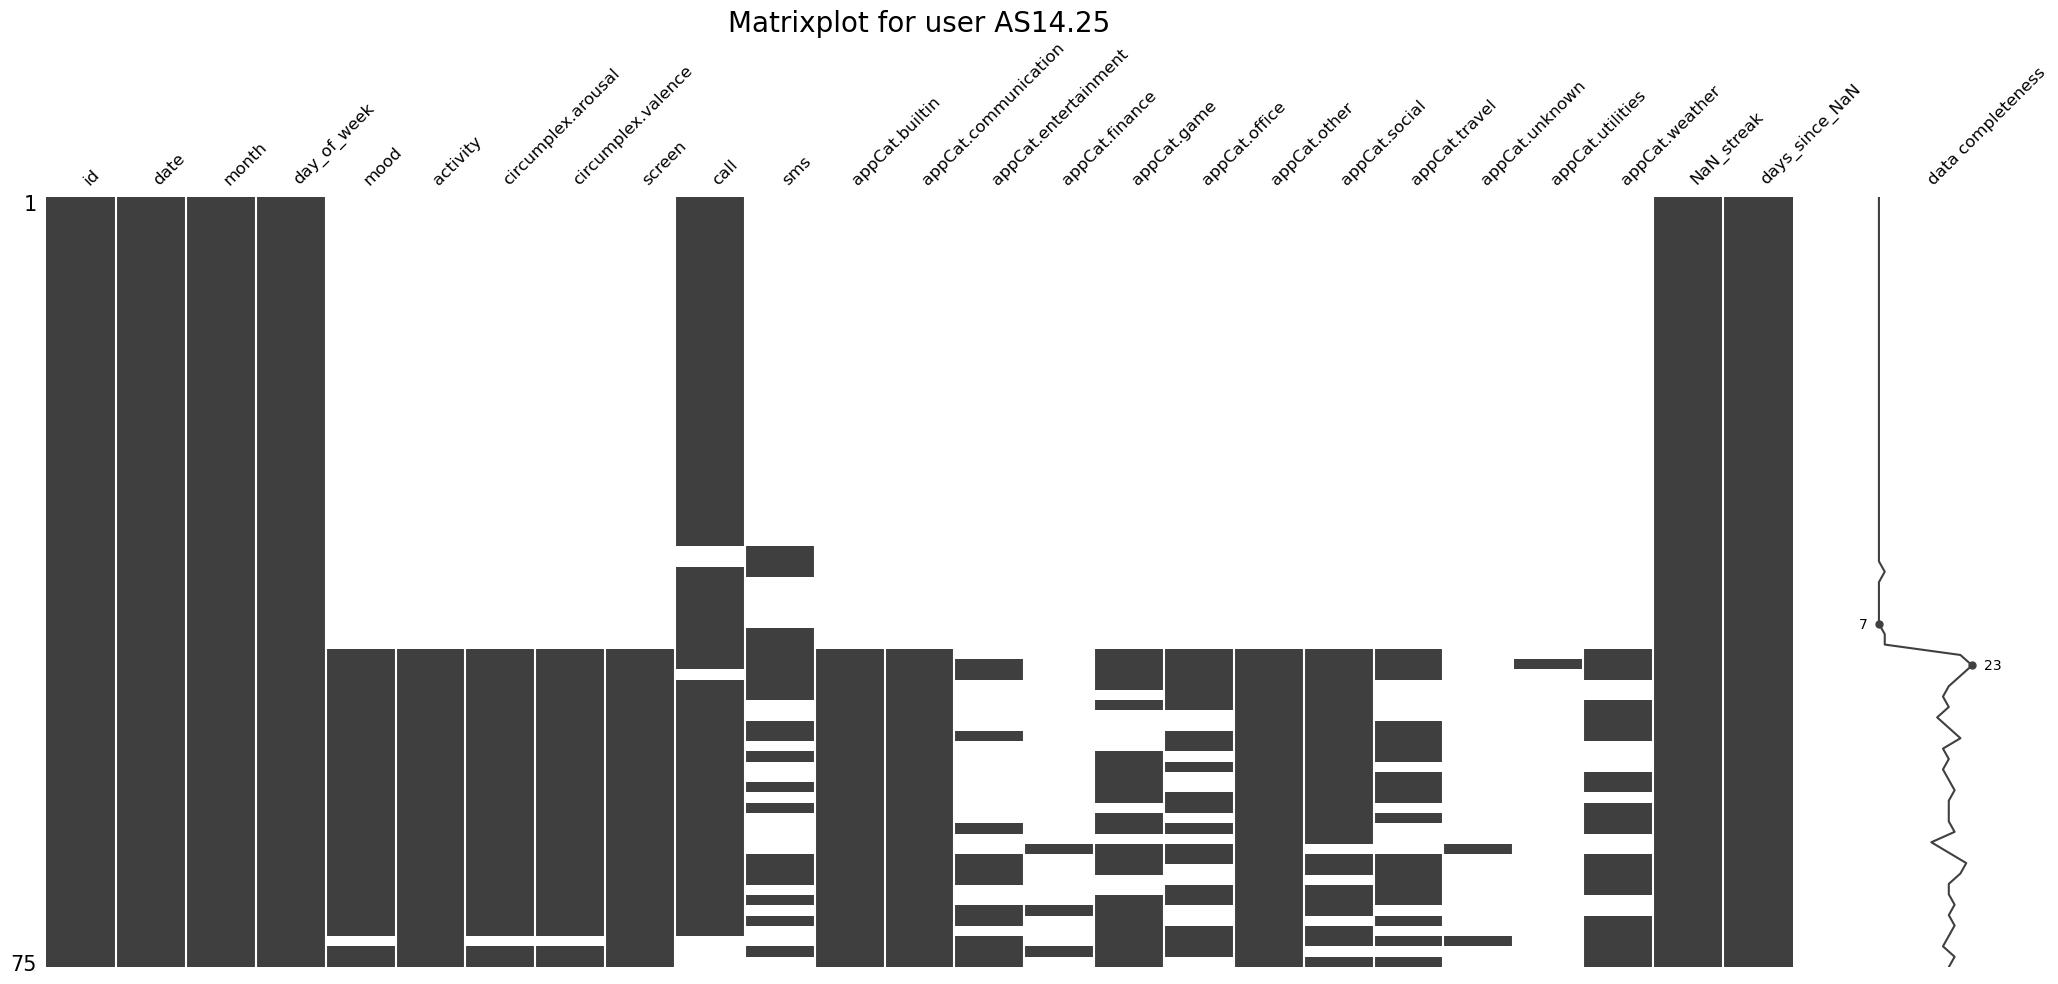 Matrixplot for user AS14.25
id
date
month
day_of_week
mood
activity
circumplex.arousal
circumplex.valence
screen
call
sms
appCat.builtin
appCat.communication
appCat.entertainment
appCat.finance
appCat.game
appCat.office
appCat.other
appCat.social
appCat.travel
appCat.unknown
appCat.utilities
appCat.weather
NaN_streak
days_since_NaN
data completeness
1
7
23
75